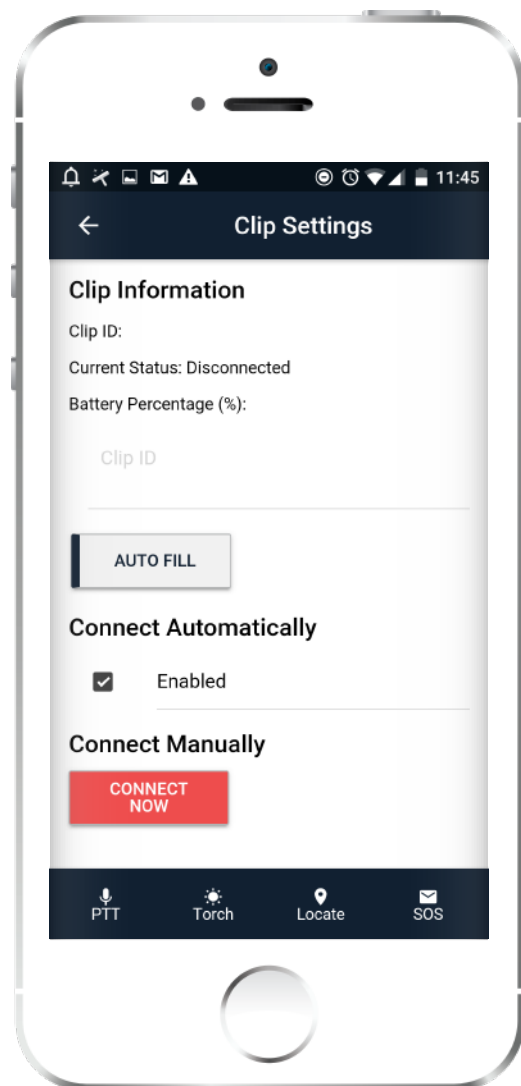 11:45
Clip Settings
Clip Information
Clip ID:
Current Status: Disconnected
Battery Percentage (%):
Clip ID
AUTO FILL
Connect Automatically
Enabled
Connect Manually
CONNECT
NOW
PTT Torch Locate SOS